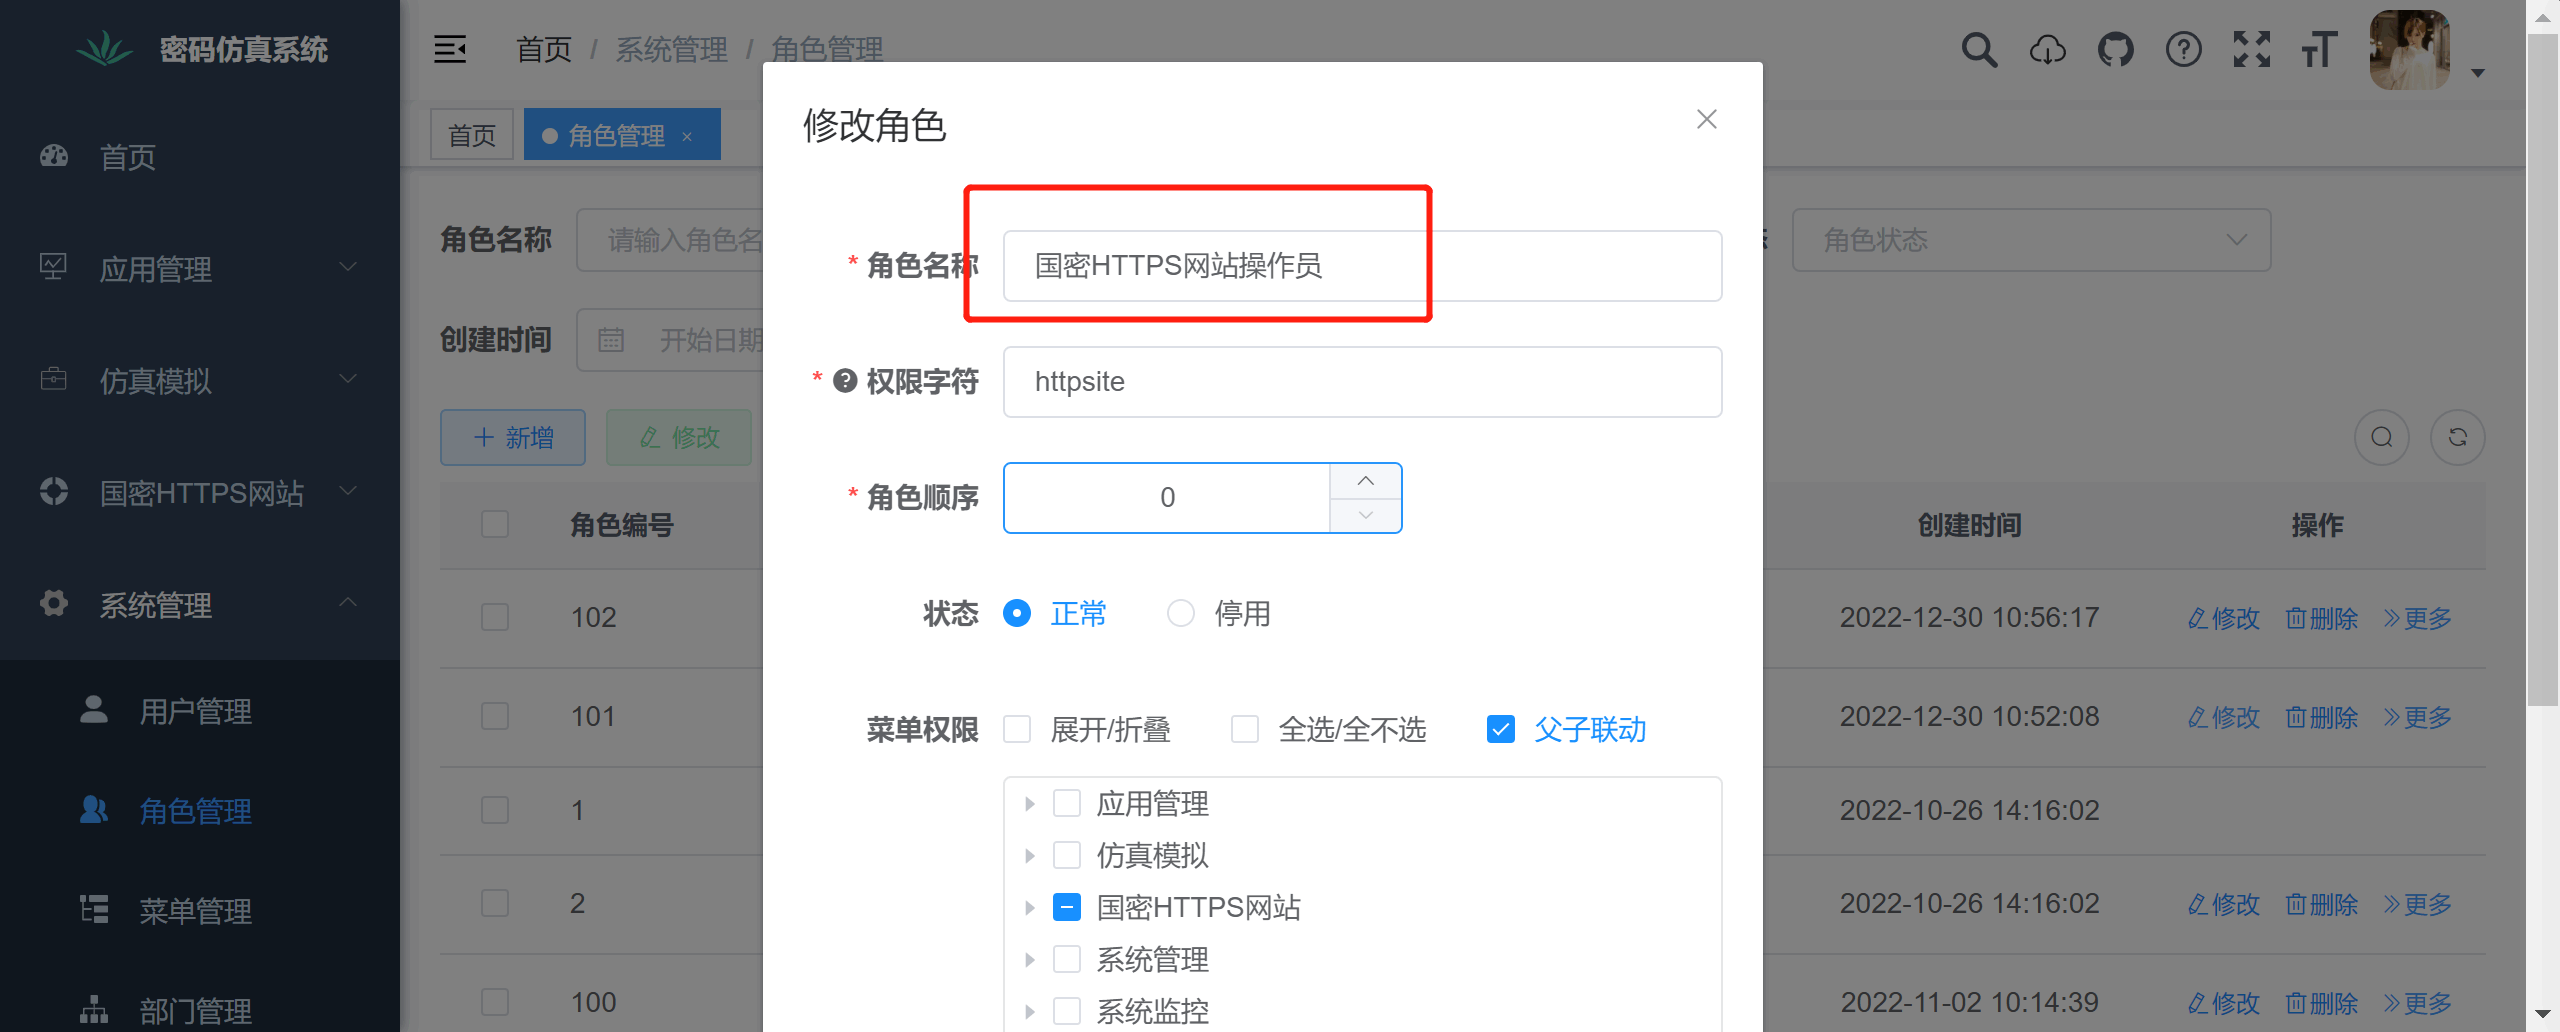 密码仿真系统
首页
应用管理
仿真模拟
国密HTTPS网站
系统管理
用户管理
角色管理
菜单管理
部门管理
首页 / 系统管理 / 角色管理
首页
角色管理 ×
角色名称 请输入角色名
角色状态
创建时间 开始日期
新增 修改
角色编号 创建时间 操作
102 2022-12-30 10:56:17 修改 删除 更多
101 2022-12-30 10:52:08 修改 删除 更多
1 2022-10-26 14:16:02
2 2022-10-26 14:16:02 修改 删除 更多
100 2022-11-02 10:14:39 修改 删除 更多
修改角色
* 角色名称 国密HTTPS网站操作员
* 权限字符 httpsite
* 角色顺序 0
状态 正常 停用
菜单权限 展开/折叠 全选/全不选 父子联动
应用管理
仿真模拟
国密HTTPS网站
系统管理
系统监控